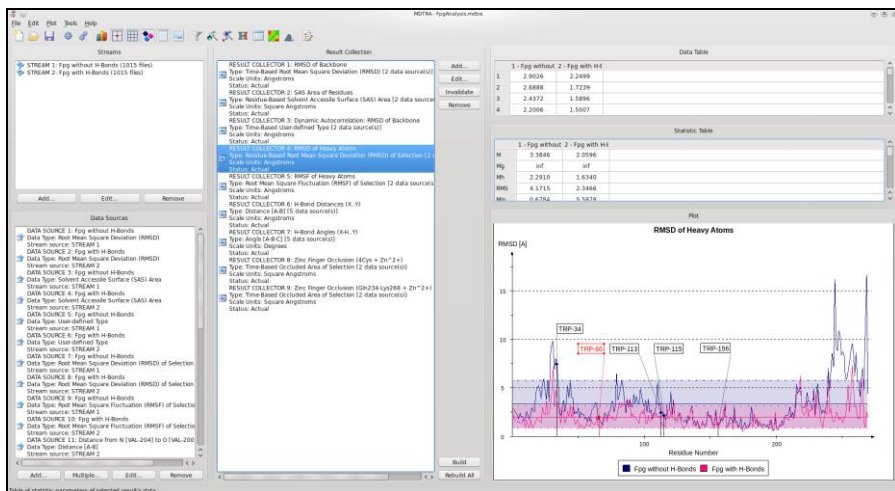 MDTRA - FpgAnalysis.mdtra
File Edit Plot Tools Help
Streams
STREAM 1: Fpg without H-Bonds (1015 files)
STREAM 2: Fpg with H-Bonds (1015 files)
Add... Edit... Remove
Data Sources
DATA SOURCE 1: Fpg without H-Bonds
Data Type: Root Mean Square Deviation (RMSD)
Stream source: STREAM 1
DATA SOURCE 2: Fpg with H-Bonds
Data Type: Root Mean Square Deviation (RMSD)
Stream source: STREAM 2
DATA SOURCE 3: Fpg without H-Bonds
Data Type: Solvent Accessile Surface (SAS) Area
Stream source: STREAM 1
DATA SOURCE 4: Fpg with H-Bonds
Data Type: Solvent Accessile Surface (SAS) Area
Stream source: STREAM 2
DATA SOURCE 5: Fpg without H-Bonds
Data Type: User-defined Type
Stream source: STREAM 1
DATA SOURCE 6: Fpg with H-Bonds
Data Type: User-defined Type
Stream source: STREAM 2
DATA SOURCE 7: Fpg without H-Bonds
Data Type: Root Mean Square Deviation (RMSD) of Selection
Stream source: STREAM 1
DATA SOURCE 8: Fpg with H-Bonds
Data Type: Root Mean Square Deviation (RMSD) of Selection
Stream source: STREAM 2
DATA SOURCE 9: Fpg without H-Bonds
Data Type: Root Mean Square Fluctuation (RMSF) of Selectio
Stream source: STREAM 1
DATA SOURCE 10: Fpg with H-Bonds
Data Type: Root Mean Square Fluctuation (RMSF) of Selectio
Stream source: STREAM 2
DATA SOURCE 11: Distance from N [VAL-204] to O [VAL-200
Data Type: Distance [A-B]
Stream source: STREAM 2
Add... Multiple... Edit... Remove
Table of statistic parameters of selected result's data
Result Collection
RESULT COLLECTOR 1: RMSD of Backbone
Type: Time-Based Root Mean Square Deviation (RMSD) [2 data source(s)]
Scale Units: Angstroms
Status: Actual
RESULT COLLECTOR 2: SAS Area of Residues
Type: Residue-Based Solvent Accessile Surface (SAS) Area [2 data source
Scale Units: Square Angstroms
Status: Actual
RESULT COLLECTOR 3: Dynamic Autocorrelation: RMSD of Backbone
Type: Time-Based User-defined Type [2 data source(s)]
Scale Units: Angstroms
Status: Actual
RESULT COLLECTOR 4: RMSD of Heavy Atoms
Type: Residue-Based Root Mean Square Deviation (RMSD) of Selection [2
Scale Units: Angstroms
Status: Actual
RESULT COLLECTOR 5: RMSF of Heavy Atoms
Type: Root Mean Square Fluctuation (RMSF) of Selection [2 data source(s
Scale Units: Angstroms
Status: Actual
RESULT COLLECTOR 6: H-Bond Distances (X..Y)
Type: Distance [A-B] [5 data source(s)]
Scale Units: Angstroms
Status: Actual
RESULT COLLECTOR 7: H-Bond Angles (X-H..Y)
Type: Angle [A-B-C] [5 data source(s)]
Scale Units: Degrees
Status: Actual
RESULT COLLECTOR 8: Zinc Finger Occlusion (4Cys + Zn^2+)
Type: Time-Based Occluded Area of Selection [2 data source(s)]
Scale Units: Square Angstroms
Status: Actual
RESULT COLLECTOR 9: Zinc Finger Occlusion (Gln234-Lys268 + Zn^2+)
Type: Time-Based Occluded Area of Selection [2 data source(s)]
Scale Units: Square Angstroms
Status: Actual
Add...
Edit...
Invalidate
Remove
Build
Rebuild All
Data Table
1 - Fpg without 2 - Fpg with H-I
1 2.9026 2.2499
2 2.6888 1.7239
3 2.4372 1.5896
4 2.2006 1.5007
Statistic Table
1 - Fpg without 2 - Fpg with H-I
M 3.3846 2.0596
Mg inf inf
Mh 2.2910 1.6340
RMS 4.1715 2.3466
Min 0.6784 0.5878
Plot
RMSD of Heavy Atoms
RMSD [A]
15
10
5
0
TRP-34
TRP-60 TRP-113 TRP-115 TRP-156
100 200
Residue Number
Fpg without H-Bonds Fpg with H-Bonds